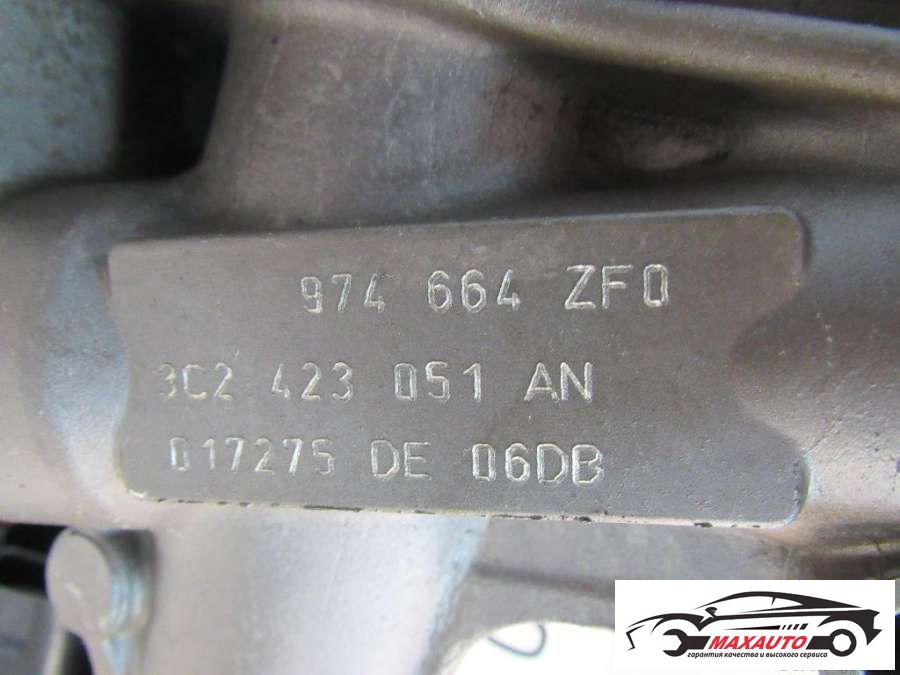 974 664 ZF0
3C2 423 051 AN
017275 DE 06DB
MAXAUTO
гарантия качества и высокого сервиса